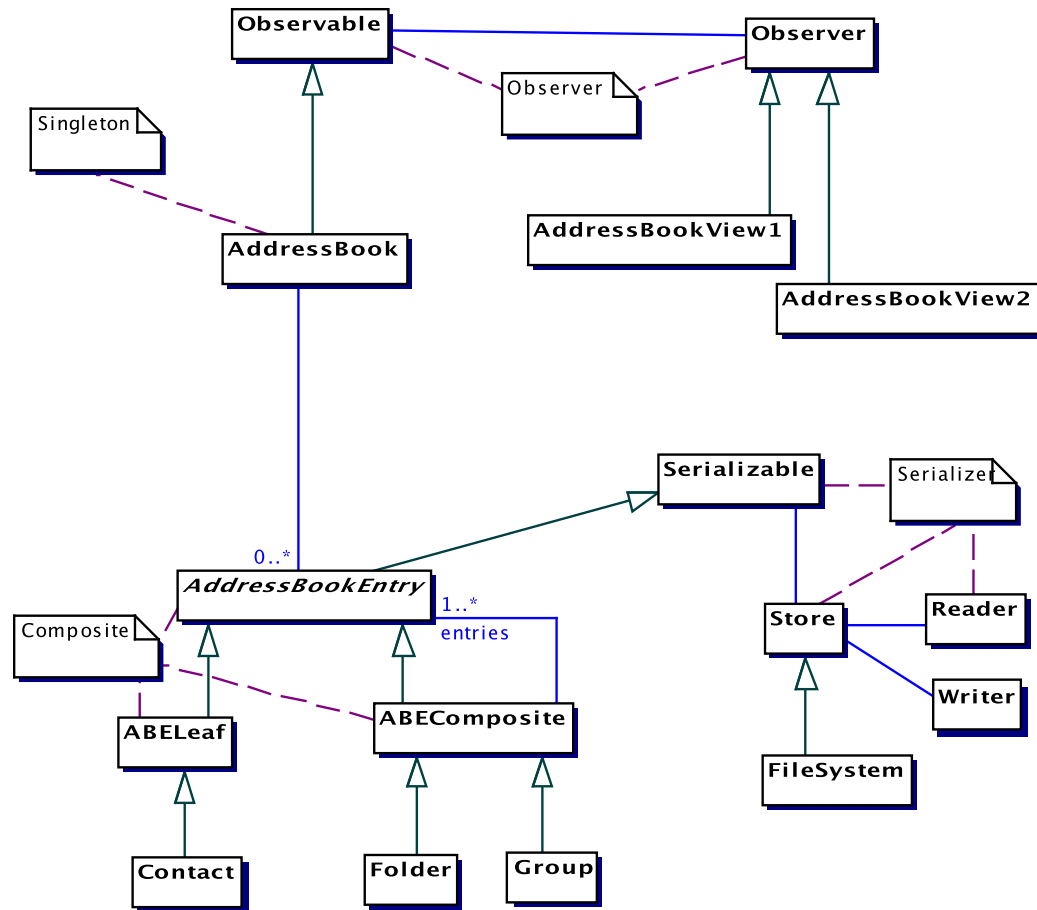 Observable
Observer
Observer
Singleton
AddressBookView1
AddressBook
AddressBookView2
Serializable
Serializer
0..*
AddressBookEntry
1..*
entries
Store
Reader
Composite
Writer
ABELeaf
ABEComposite
FileSystem
Contact
Folder
Group